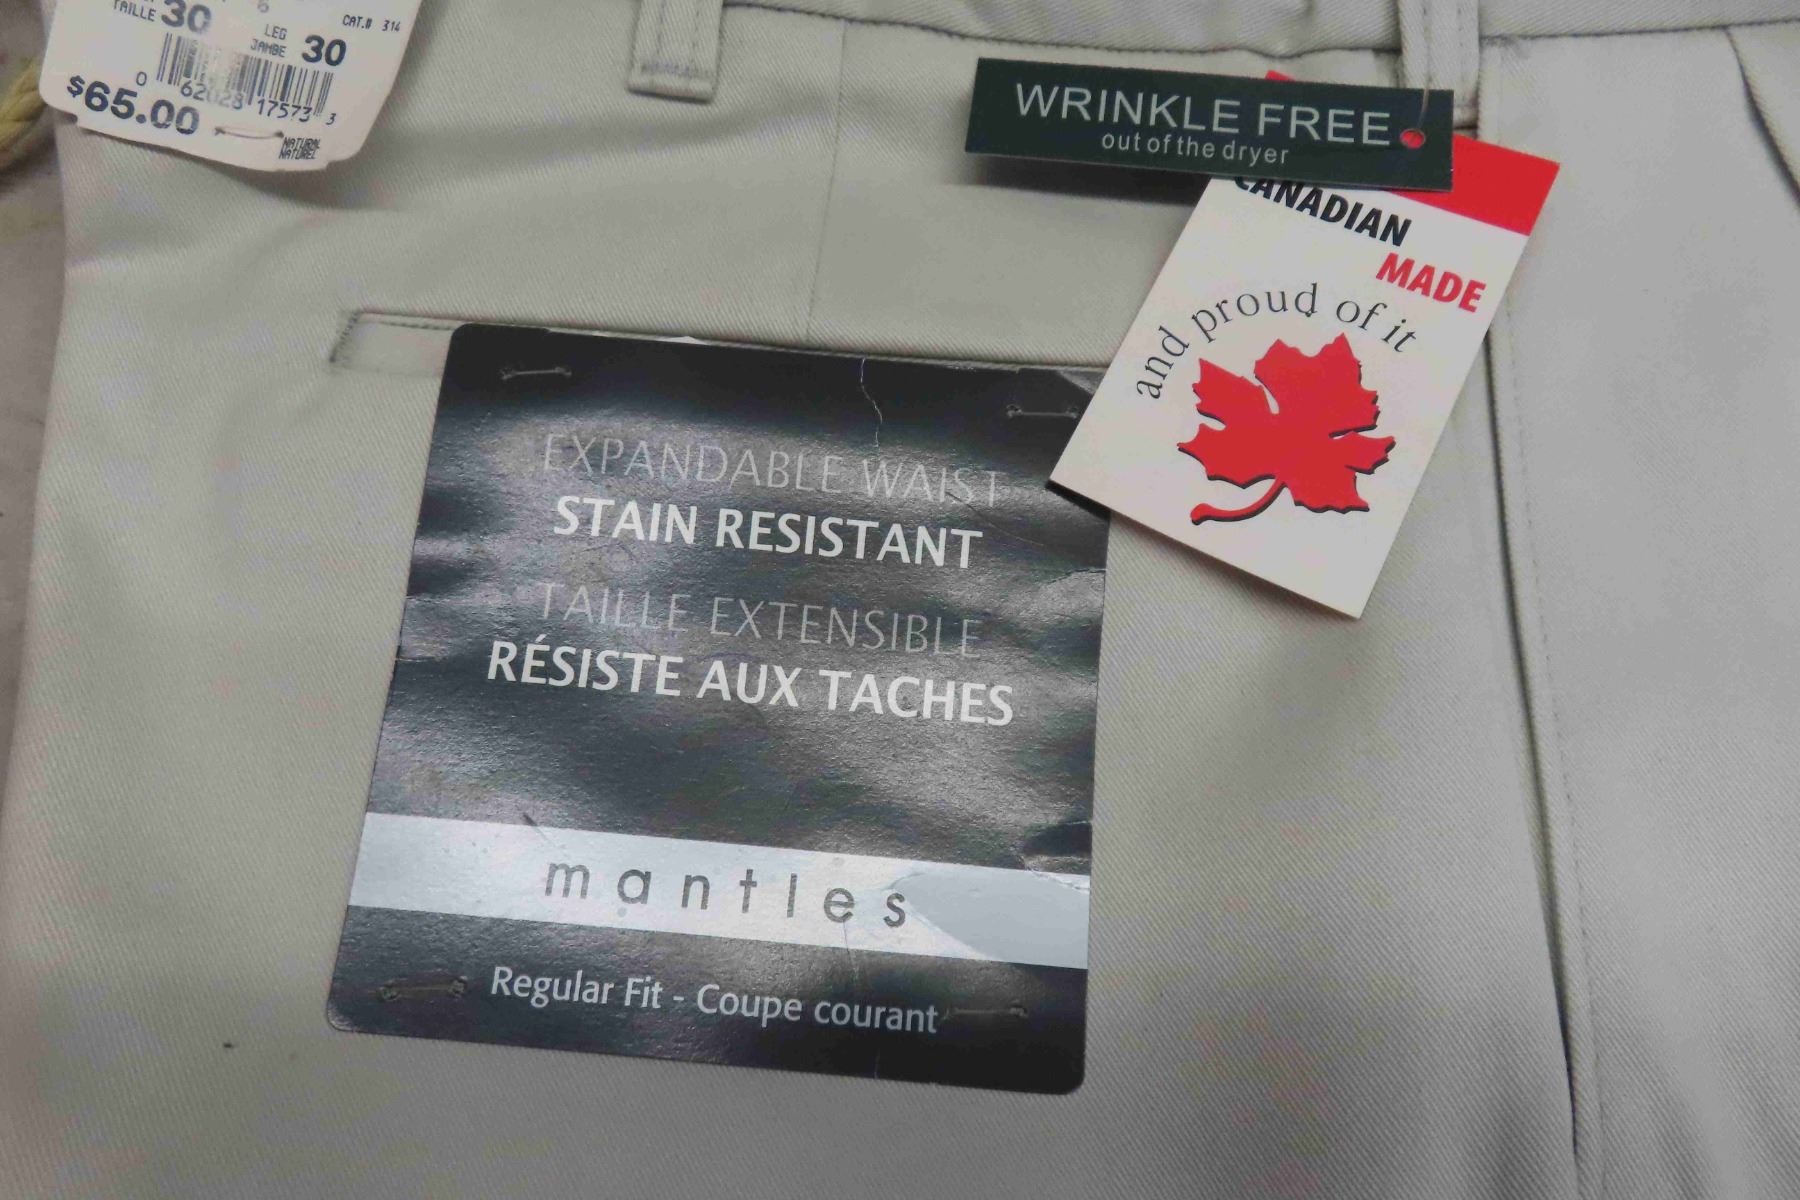 TAILLE 30
6
CAT.# 314
LEG
JAMBE 30
0 62028 17573 3
$65.00
NATURAL
NATUREL
WRINKLE FREE
out of the dryer
CANADIAN
MADE
and proud of it
EXPANDABLE WAIST
STAIN RESISTANT
TAILLE EXTENSIBLE
RÉSISTE AUX TACHES
mantles
Regular Fit - Coupe courant